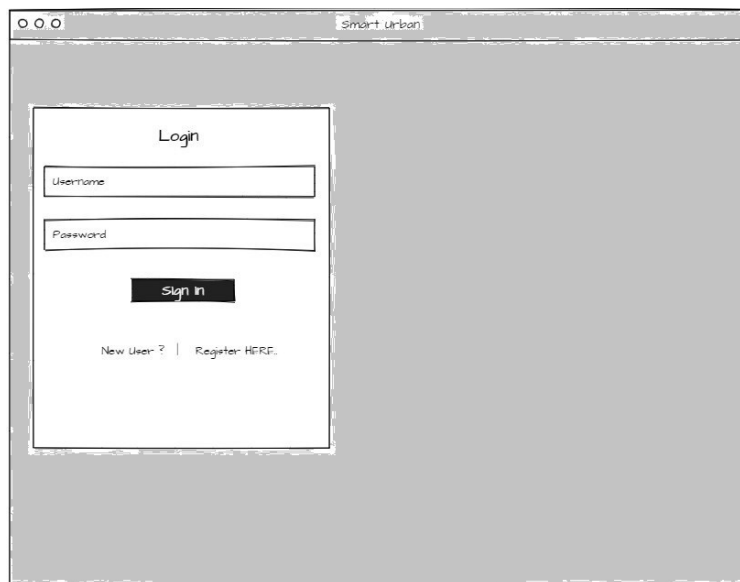 Smart Urban
Login
Username
Password
Sign In
New User ? | Register HERE..